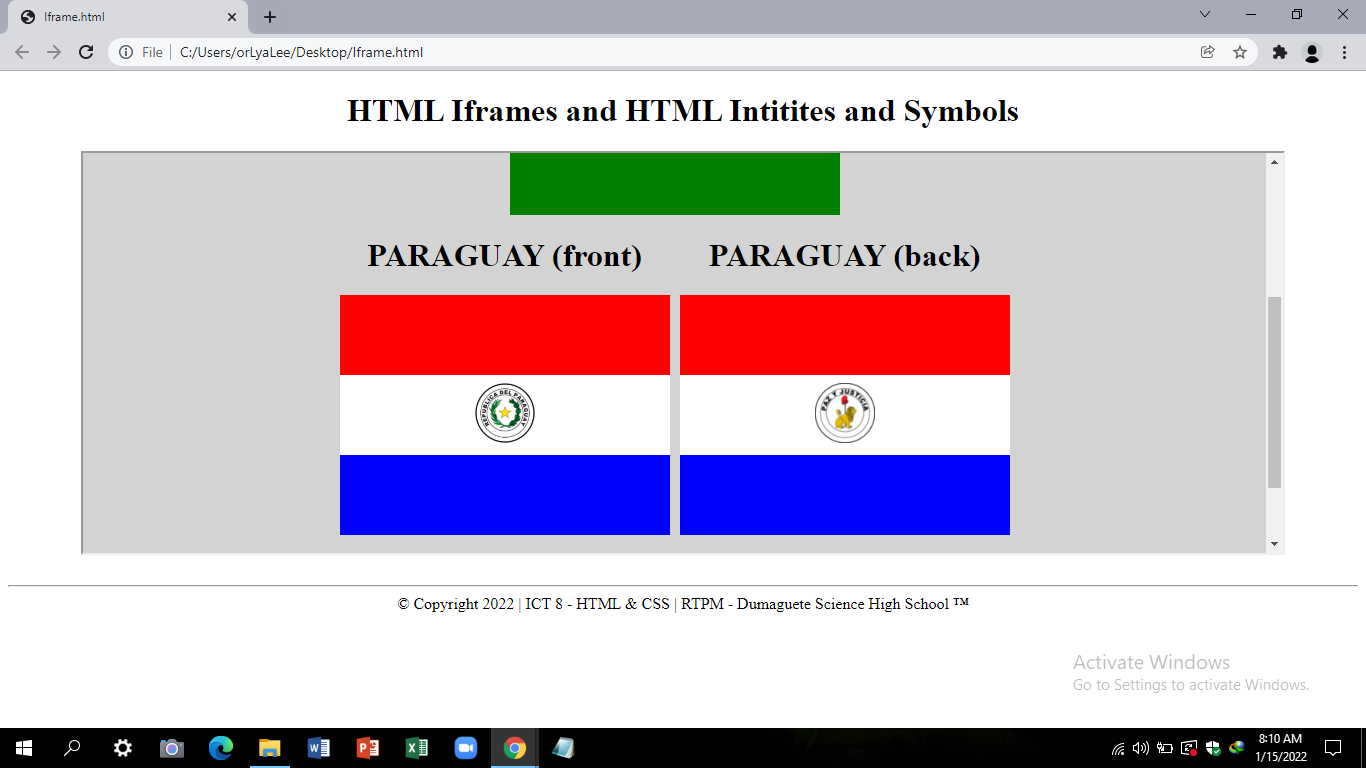 Iframe.html
File
C:/Users/orLyaLee/Desktop/Iframe.html
HTML Iframes and HTML Intitites and Symbols
PARAGUAY (front)
PARAGUAY (back)
REPUBLICA DEL PARAGUAY
PAZ Y JUSTICIA
© Copyright 2022 | ICT 8 - HTML & CSS | RTPM - Dumaguete Science High School ™
Activate Windows
Go to Settings to activate Windows.
8:10 AM
1/15/2022